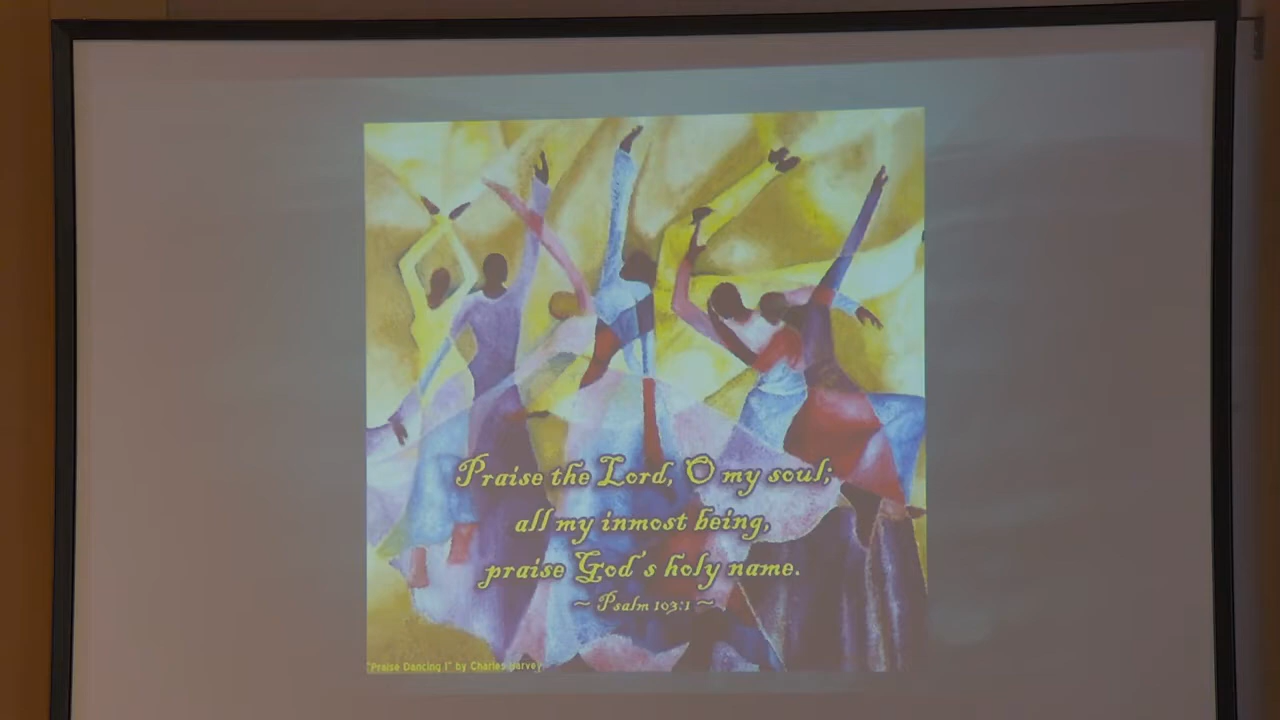 Praise the Lord, O my soul;
all my inmost being,
praise God's holy name.
~ Psalm 103:1 ~
"Praise Dancing I" by Charles Harvey